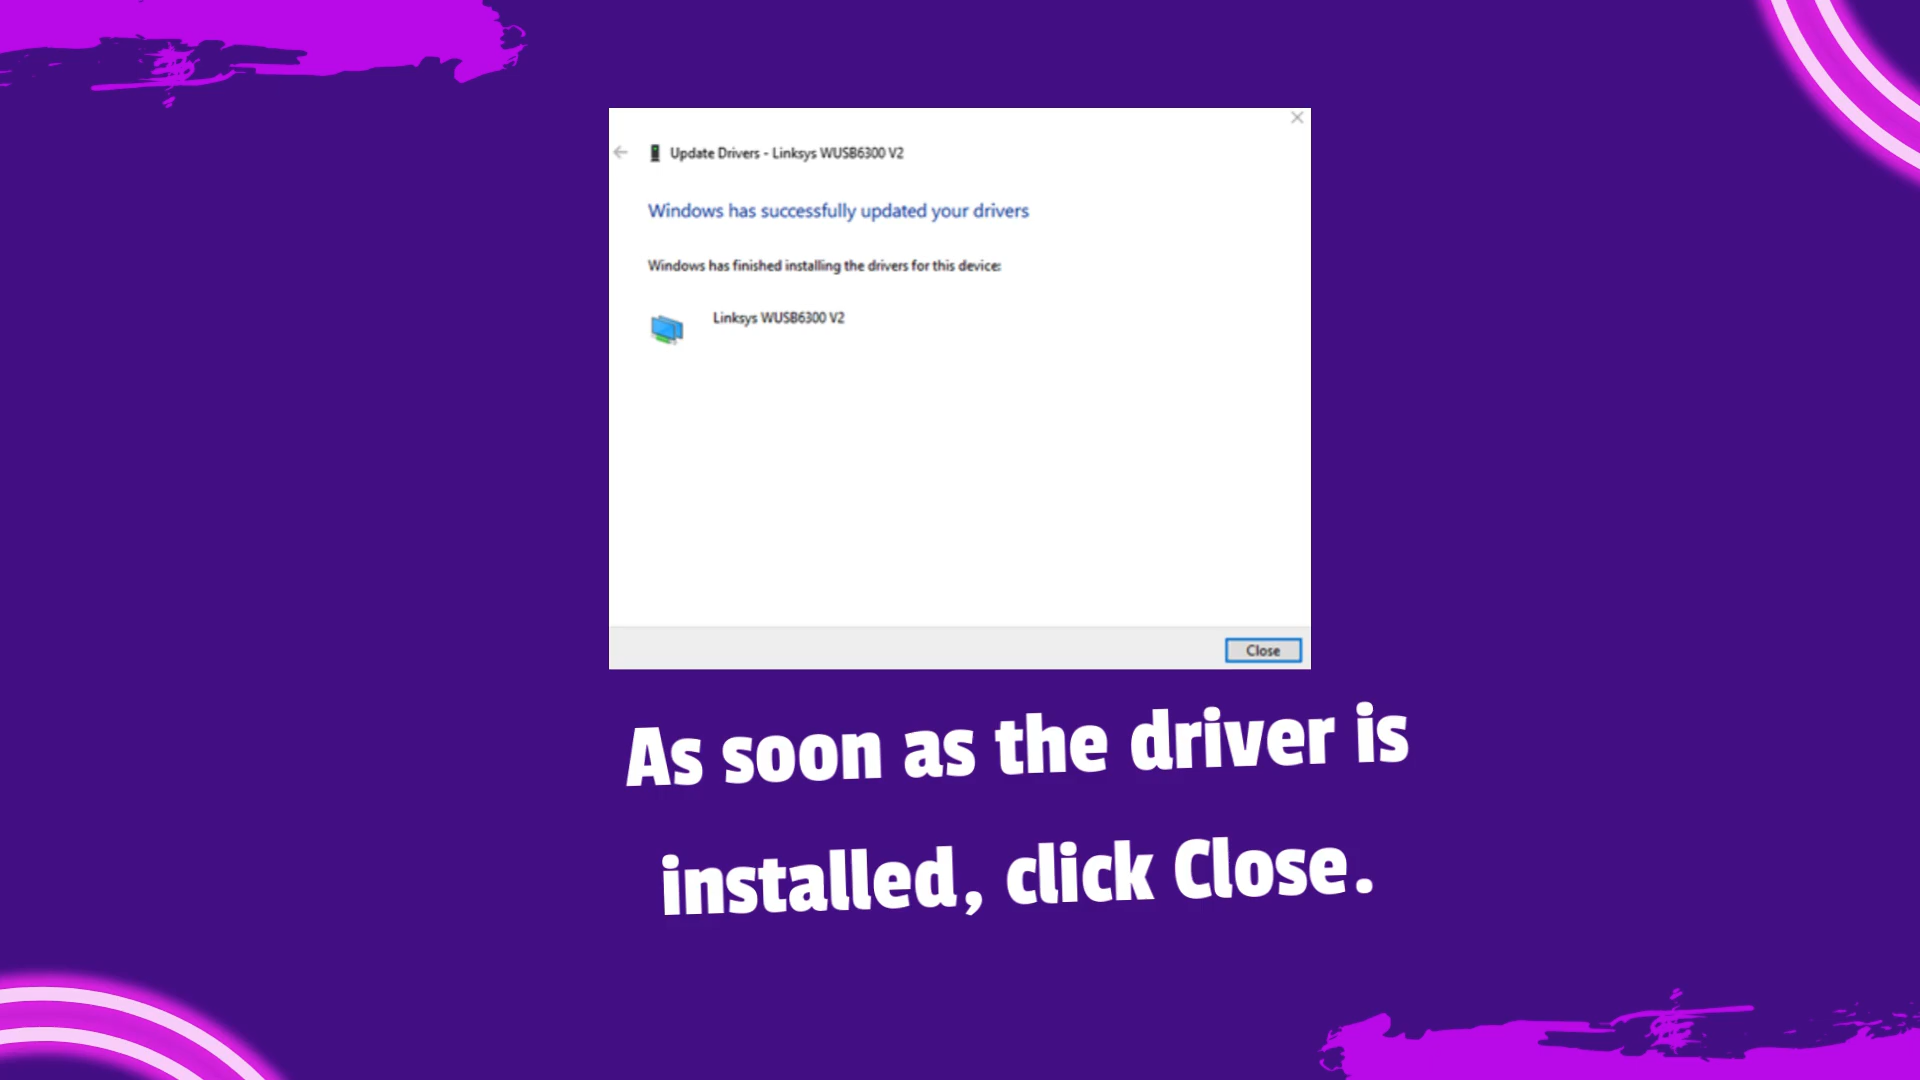 Update Drivers - Linksys WUSB6300 V2
Windows has successfully updated your drivers
Windows has finished installing the drivers for this device:
Linksys WUSB6300 V2
Close
As soon as the driver is
installed, click Close.